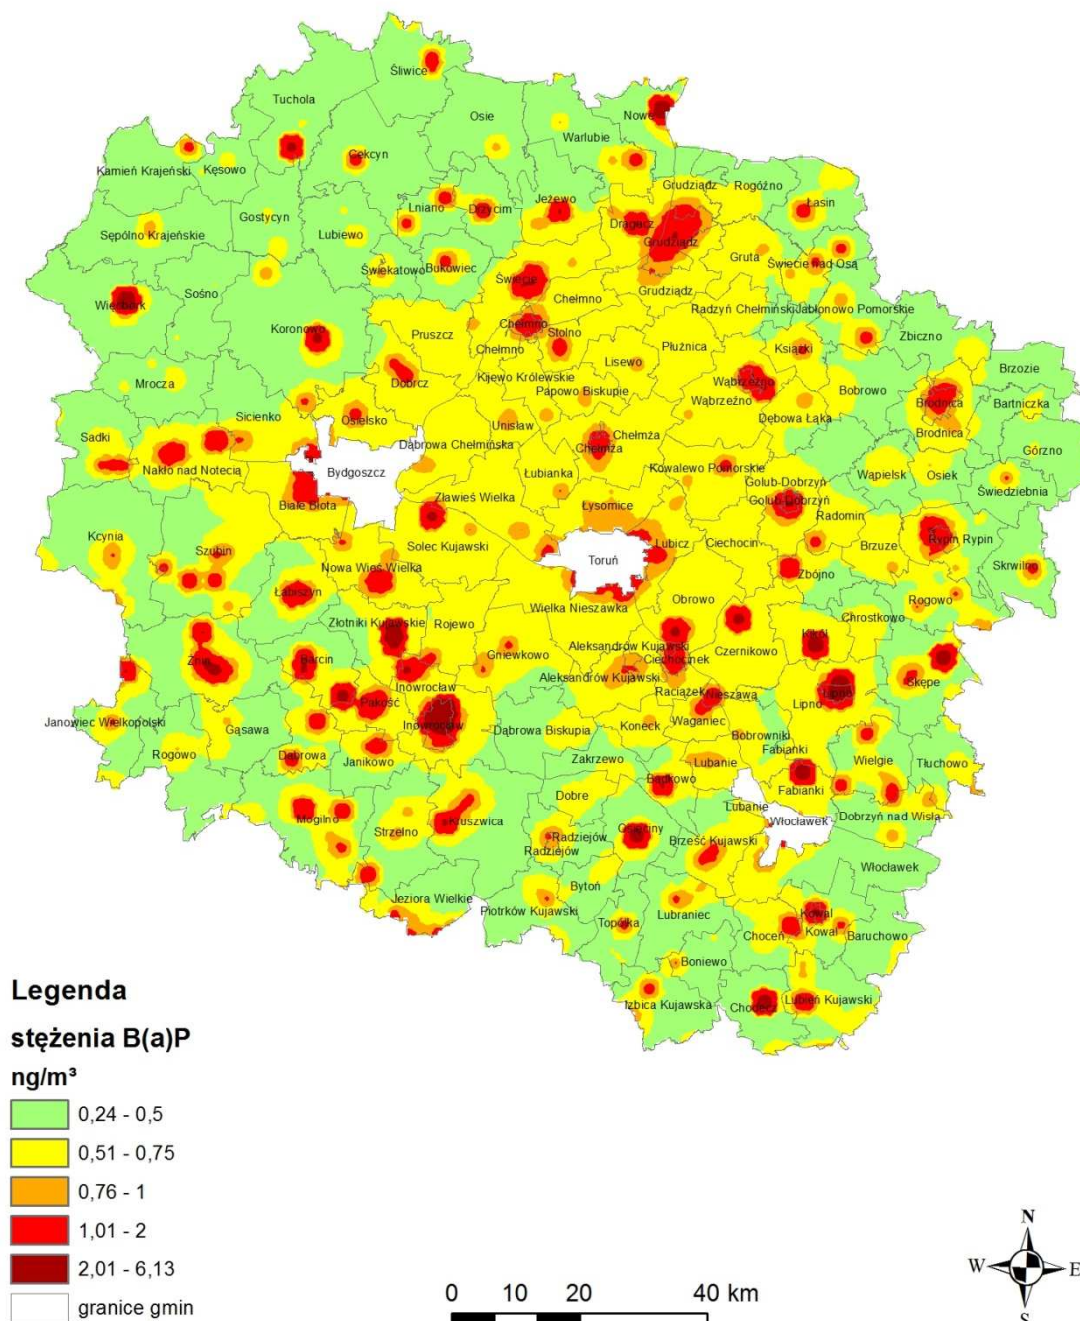 Śliwice
Tuchola
Osie
Nowe
Warlubie
Cekcyn
Kamień Krajeński
Kęsowo
Grudziądz
Rogóźno
Łasin
Lniano
Drzycim
Jeżewo
Dragacz
Gostycyn
Lubiewo
Sępólno Krajeńskie
Grudziądz
Gruta
Świecie nad Osą
Świekatowo
Bukowiec
Świecie
Sośno
Więcbork
Chełmno
Grudziądz
Radzyń Chełmiński
Jabłonowo Pomorskie
Koronowo
Pruszcz
Chełmno
Stolno
Zbiczno
Chełmno
Lisewo
Płużnica
Książki
Brzozie
Mrocza
Dobrcz
Kijewo Królewskie
Papowo Biskupie
Wąbrzeźno
Bobrowo
Wąbrzeźno
Brodnica
Bartniczka
Sicienko
Osielsko
Unisław
Dębowa Łąka
Sadki
Dąbrowa Chełmińska
Chełmża
Brodnica
Chełmża
Górzno
Nakło nad Notecią
Bydgoszcz
Łubianka
Kowalewo Pomorskie
Wąpielsk
Osiek
Golub-Dobrzyń
Świedziebnia
Białe Błota
Zławieś Wielka
Łysomice
Golub-Dobrzyń
Radomin
Kcynia
Szubin
Solec Kujawski
Lubicz
Ciechocin
Brzuze
Rypin
Rypin
Toruń
Nowa Wieś Wielka
Zbójno
Skrwilno
Łabiszyn
Obrowo
Rogowo
Wielka Nieszawka
Chrostkowo
Złotniki Kujawskie
Rojewo
Kikół
Aleksandrów Kujawski
Czernikowo
Żnin
Barcin
Gniewkowo
Ciechocinek
Aleksandrów Kujawski
Skępe
Inowrocław
Raciążek
Nieszawa
Lipno
Pakość
Lipno
Janowiec Wielkopolski
Gąsawa
Inowrocław
Dąbrowa Biskupia
Koneck
Waganiec
Bobrowniki
Rogowo
Fabianki
Dąbrowa
Janikowo
Zakrzewo
Lubanie
Wielgie
Tłuchowo
Bądkowo
Fabianki
Dobre
Lubanie
Mogilno
Kruszwica
Włocławek
Dobrzyń nad Wisłą
Strzelno
Radziejów
Osięciny
Brześć Kujawski
Radziejów
Włocławek
Bytoń
Jeziora Wielkie
Piotrków Kujawski
Lubraniec
Kowal
Topólka
Choceń
Kowal
Baruchowo
Boniewo
Izbica Kujawska
Chodecz
Lubień Kujawski
Legenda
stężenia B(a)P
ng/m³
0,24 - 0,5
0,51 - 0,75
0,76 - 1
1,01 - 2
2,01 - 6,13
granice gmin
0 10 20 40 km
N
W E
S